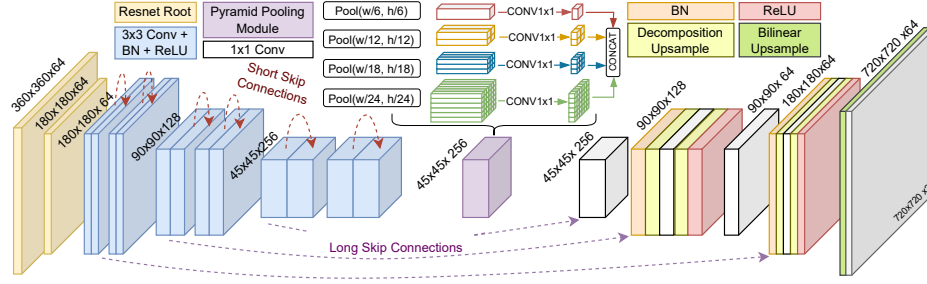 Resnet Root
3x3 Conv +
BN + ReLU
Pyramid Pooling
Module
1x1 Conv
Pool(w/6, h/6)
Pool(w/12, h/12)
Pool(w/18, h/18)
Pool(w/24, h/24)
CONV1x1
CONV1x1
CONV1x1
CONV1x1
CONCAT
BN
ReLU
Decomposition
Upsample
Bilinear
Upsample
360x360x64
180x180x64
180x180x 64
90x90x128
45x45x256
Short Skip
Connections
45x45x 256
45x45x 256
90x90x128
90x90x 64
180x180x64
720x720 x64
Long Skip Connections